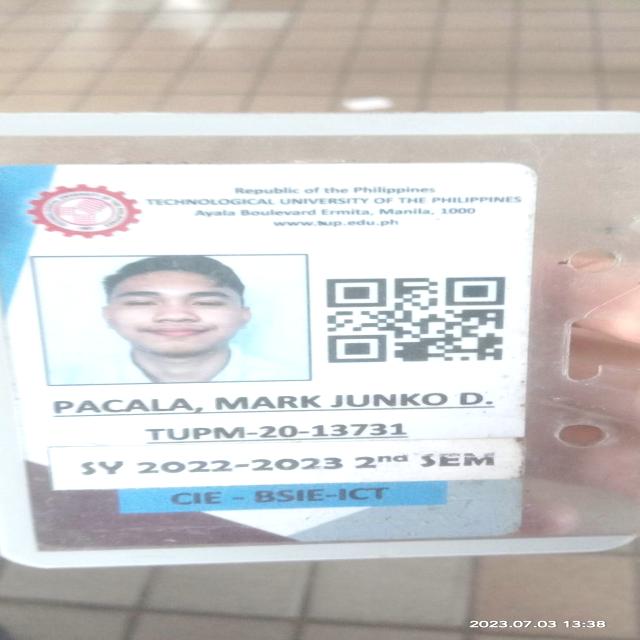 Republic of the Philippines
TECHNOLOGICAL UNIVERSITY OF THE PHILIPPINES
Ayala Boulevard Ermita, Manila, 1000
www.tup.edu.ph
PACALA, MARK JUNKO D.
TUPM-20-13731
SY 2022-2023 2nd SEM
CIE - BSIE-ICT
2023.07.03 13:38